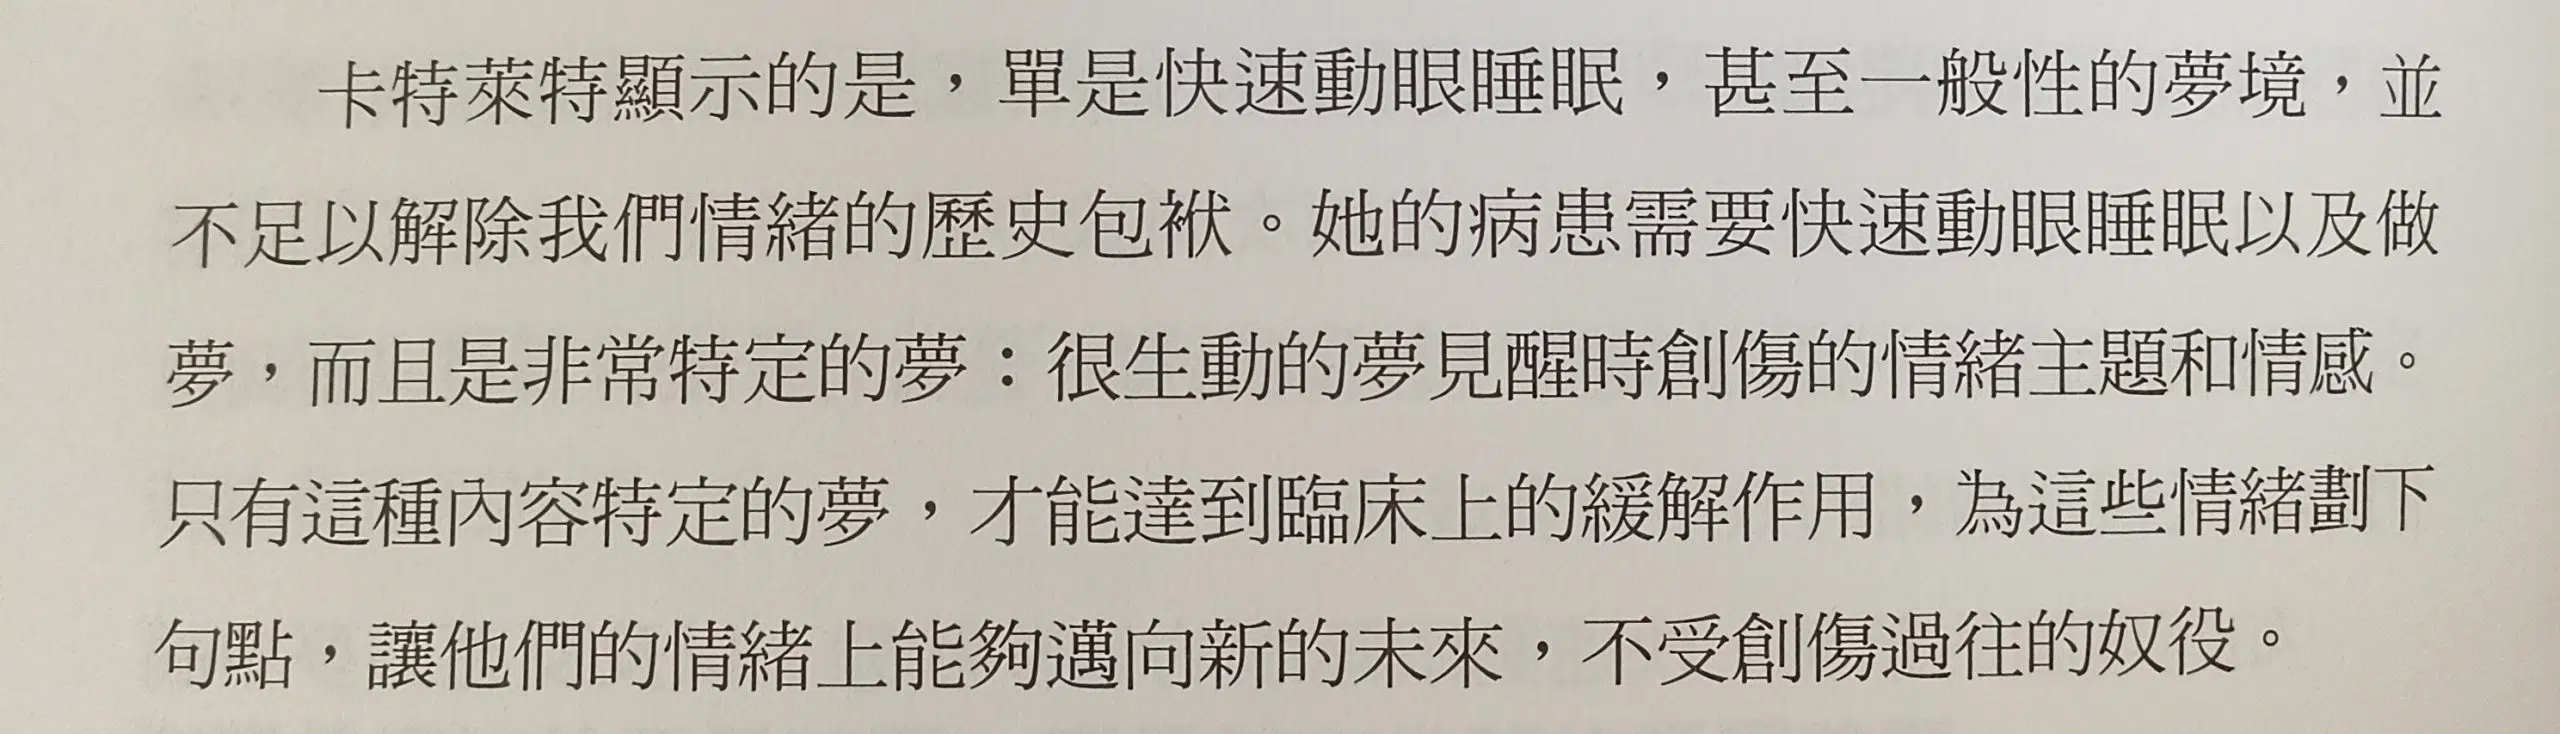 卡特萊特顯示的是，單是快速動眼睡眠，甚至一般性的夢境，並
不足以解除我們情緒的歷史包袱。她的病患需要快速動眼睡眠以及做
夢，而且是非常特定的夢：很生動的夢見醒時創傷的情緒主題和情感。
只有這種內容特定的夢，才能達到臨床上的緩解作用，為這些情緒劃下
句點，讓他們的情緒上能夠邁向新的未來，不受創傷過往的奴役。